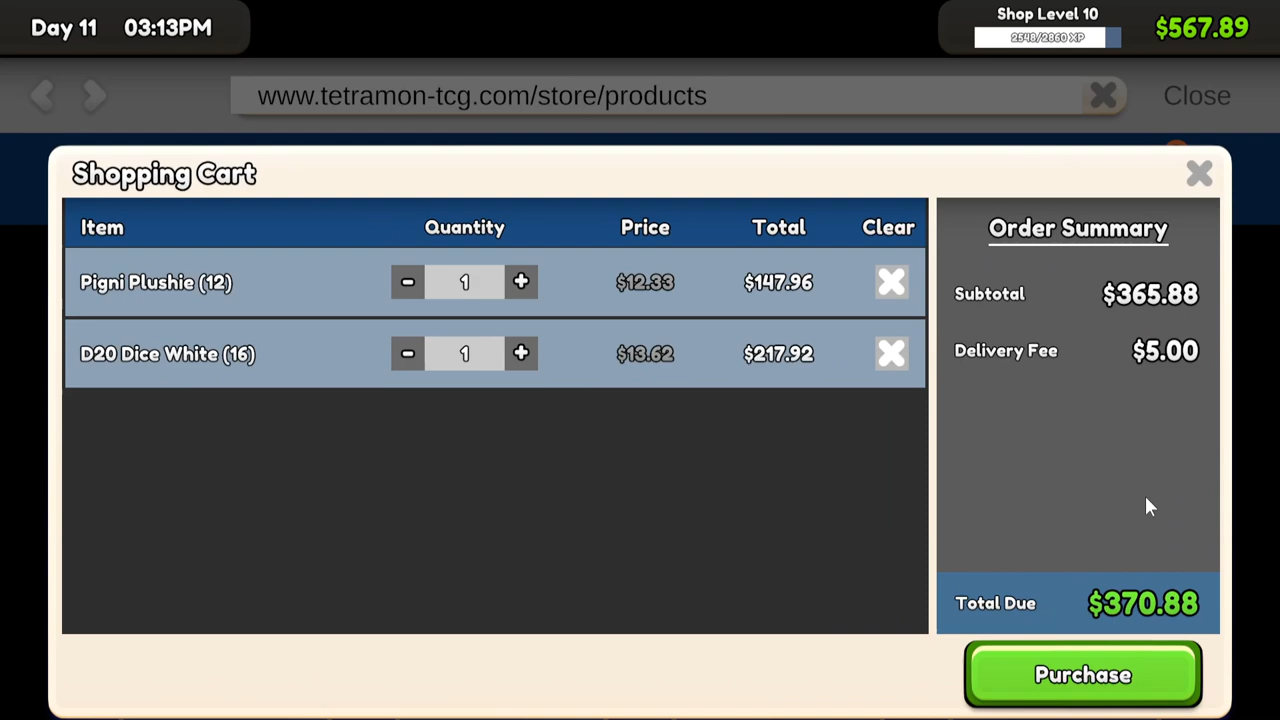 Day 11 03:13PM
Shop Level 10
2548/2860 XP
$567.89
www.tetramon-tcg.com/store/products
Close
Shopping Cart
Item Quantity Price Total Clear
Pigni Plushie (12) - 1 + $12.33 $147.96
D20 Dice White (16) - 1 + $13.62 $217.92
Order Summary
Subtotal $365.88
Delivery Fee $5.00
Total Due $370.88
Purchase